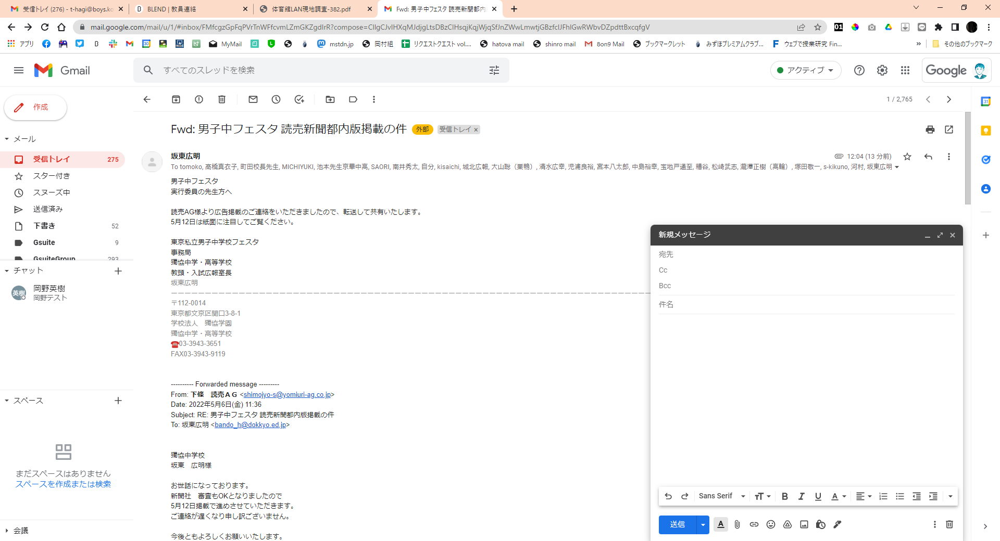 受信トレイ (276) - t-hagi@boys.ko
BLEND | 教員連絡
体育館LAN現地調査-382.pdf
Fwd: 男子中フェスタ 読売新聞都内
mail.google.com/mail/u/1/#inbox/FMfcgzGpFqPVrTnWFfcvmLZmGKZgdIrR?compose=CllgCJvlHXqMJdjgLtsDBzClHsqjKqjWjqSfJnZWwLmwtjGBzfclJFhlGwRWbvDZpdttBxcqfgV
アプリ
MyMail
mstdn.jp
岡村組
リクエストクエスト vol....
hatova mail
shinro mail
8on9 Mail
ブックマークレット
みずほプレミアムクラブ...
ウェブで授業研究 Fin...
»
その他のブックマーク
Gmail
すべてのスレッドを検索
アクティブ
Google
作成
1 / 2,765
メール
受信トレイ 275
スター付き
スヌーズ中
送信済み
下書き 52
Gsuite 9
GsuiteGroup 293
チャット
英樹
岡野英樹
岡野テスト
スペース
まだスペースはありません
スペースを作成または検索
会議
Fwd: 男子中フェスタ 読売新聞都内版掲載の件 外部 受信トレイ ×
坂東広明
12:04 (13 分前)
To tomoko, 高橋真衣子, 町田校長先生, MICHIYUKI, 池本先生京華中高, SAORI, 南井秀太, 自分, kisaichi, 城北広報, 大山聡（巣鴨）, 清水広幸, 児浦良裕, 宮本八太郎, 中島裕幸, 宝地戸通至, 糟谷, 松崎武志, 瀧澤正樹（高輪）, 塚田敬一, s-kikuno, 河村, 坂東広明
男子中フェスタ
実行委員の先生方へ
読売AG様より広告掲載のご連絡をいただきましたので、転送して共有いたします。
5月12日は紙面に注目してご覧ください。
東京私立男子中学校フェスタ
事務局
獨協中学・高等学校
教頭・入試広報室長
坂東広明
〒112-0014
東京都文京区関口3-8-1
学校法人　獨協学園
獨協中学・高等学校
☎️03-3943-3651
FAX03-3943-9119
---------- Forwarded message ---------
From: 下條　読売ＡＧ <shimojyo-s@yomiuri-ag.co.jp>
Date: 2022年5月6日(金) 11:36
Subject: RE: 男子中フェスタ 読売新聞都内版掲載の件
To: 坂東広明 <bando_h@dokkyo.ed.jp>
獨協中学校
坂東　広明様
お世話になっております。
新聞社　審査もOKとなりましたので
5月12日掲載で進めさせていただきます。
ご連絡が遅くなり申し訳ございません。
今後ともよろしくお願いいたします。
新規メッセージ
宛先
Cc
Bcc
件名
Sans Serif
送信